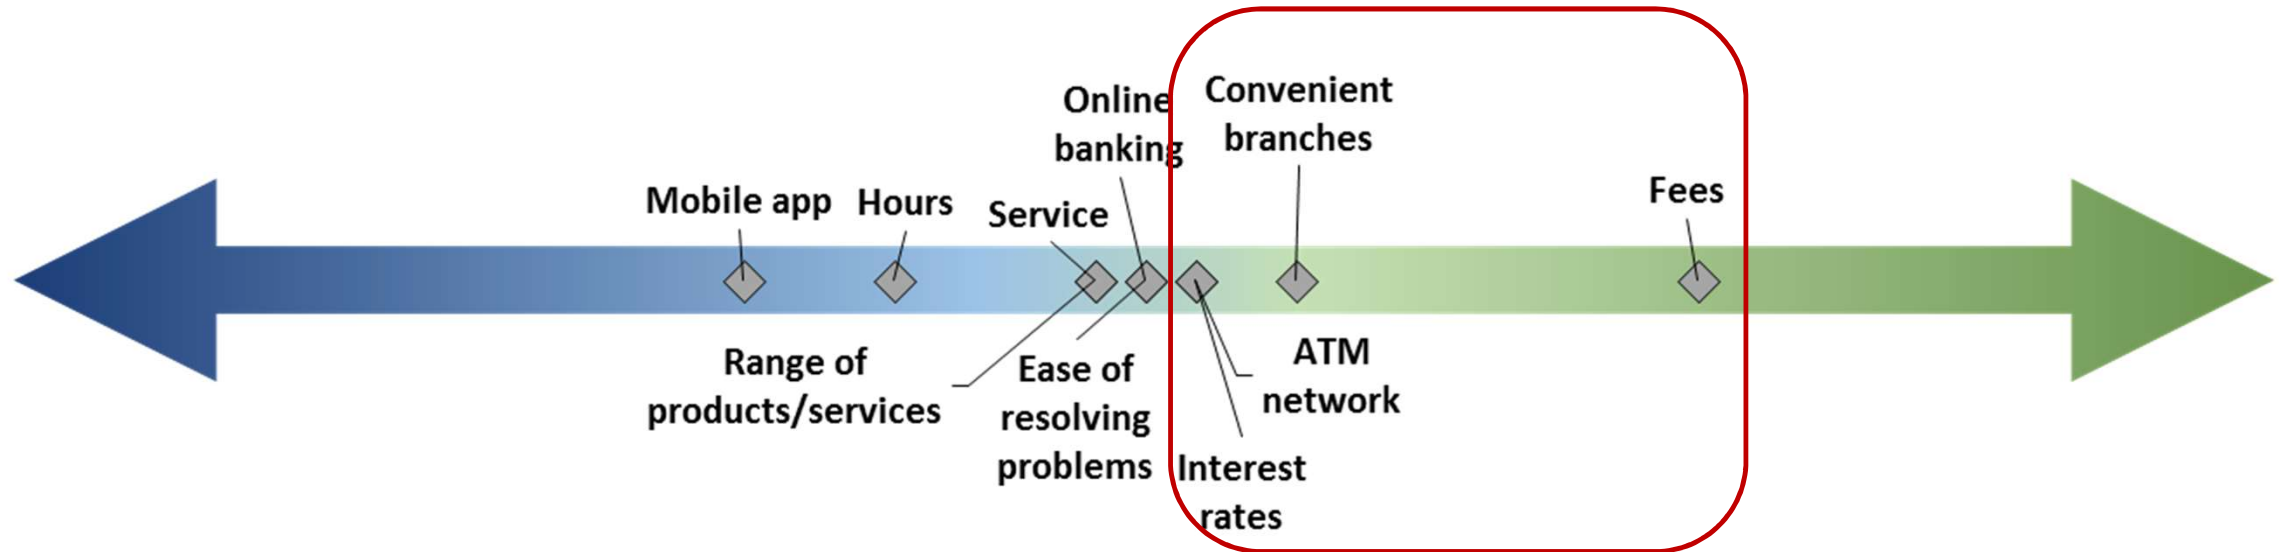 Mobile app
Hours
Service
Online
banking
Convenient
branches
Fees
Range of
products/services
Ease of
resolving
problems
Interest
rates
ATM
network